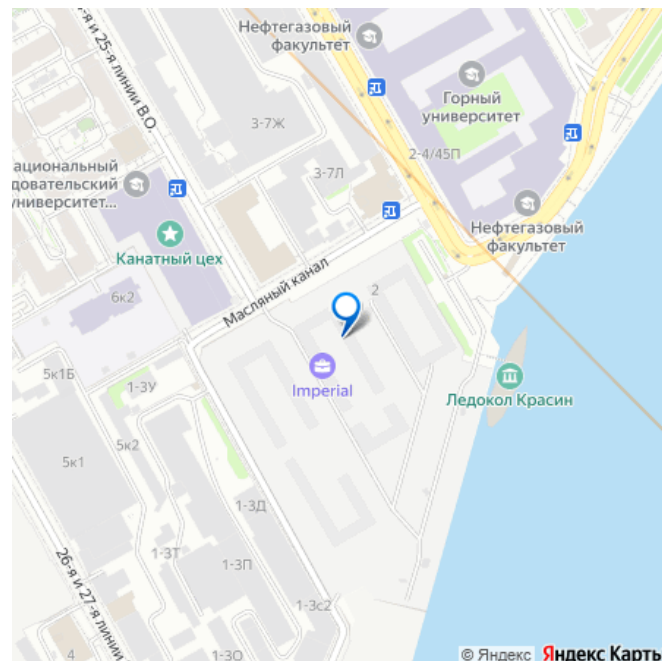 Нефтегазовый
факультет
-я и 25-я линии В.О.
3-7Ж
Горный
университет
2-4/45П
3-7Л
ациональный
довательский
университет...
Нефтегазовый
факультет
Канатный цех
Масляный канал
6к2
2
5к1Б
1-3У
Imperial
Ледокол Красин
5к2
5к1
1-3Д
1-3Т
1-3П
26-я и 27-я линии
1-3с2
4
1-3О
© Яндекс Яндекс Карты